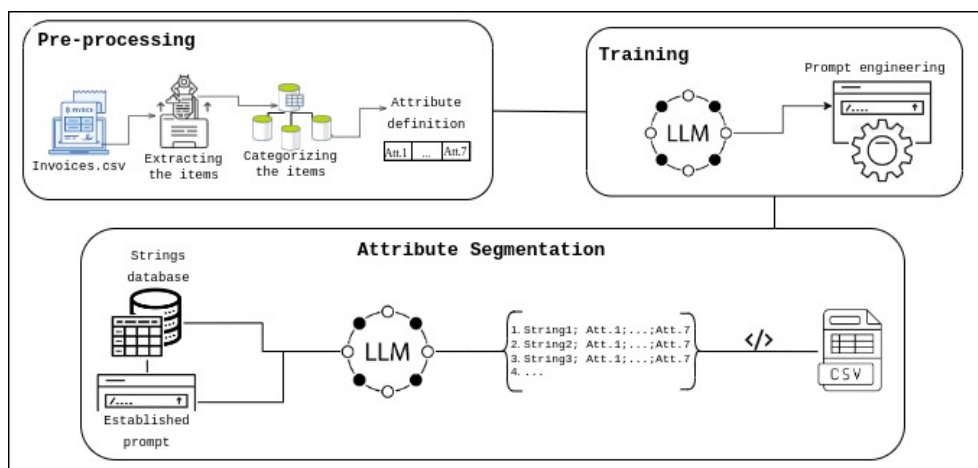 Pre-processing
Invoices.csv
Extracting
the items
Categorizing
the items
Attribute
definition
Att.1 ... Att.7
Training
LLM
Prompt engineering
/....
Attribute Segmentation
Strings
database
/....
Established
prompt
LLM
1. String1; Att.1;...;Att.7
2. String2; Att.1;...;Att.7
3. String3; Att.1;...;Att.7
4. ...
</>
CSV